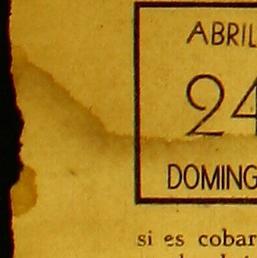 ABRIL
24
DOMING
si es cobar